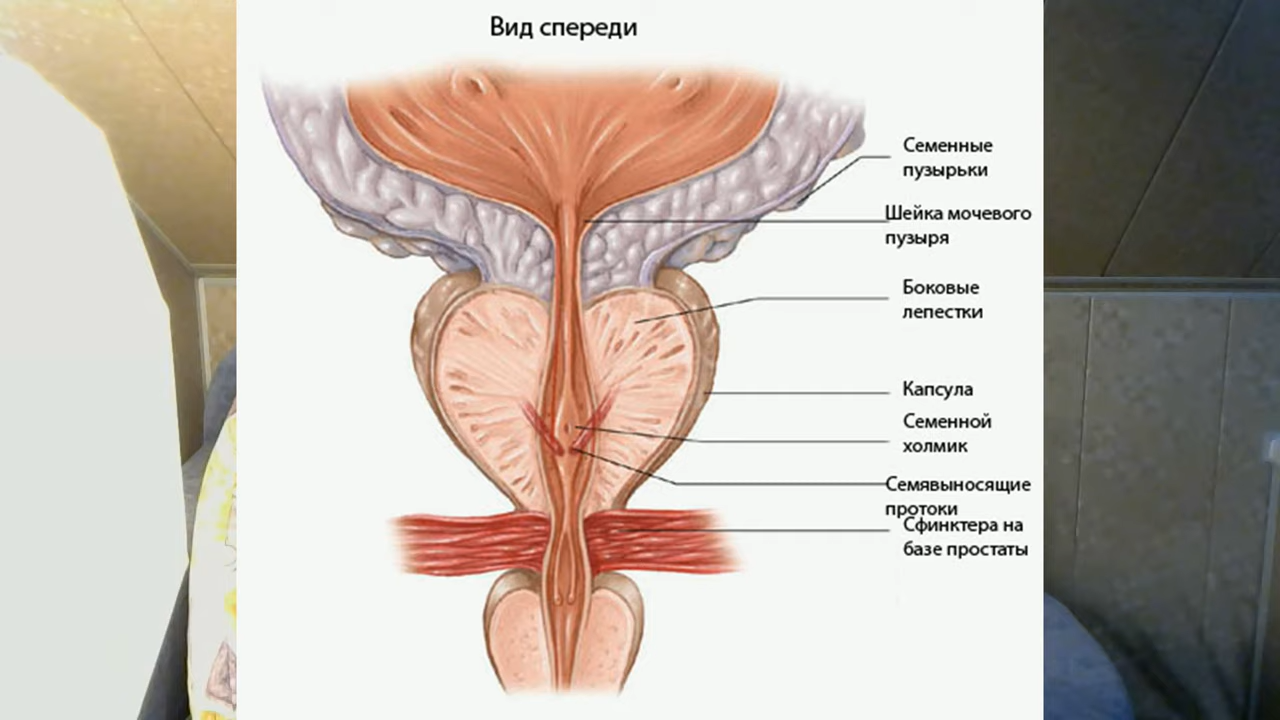 Вид спереди
Семенные
пузырьки
Шейка мочевого
пузыря
Боковые
лепестки
Капсула
Семенной
холмик
Семявыносящие
протоки
Сфинктера на
базе простаты